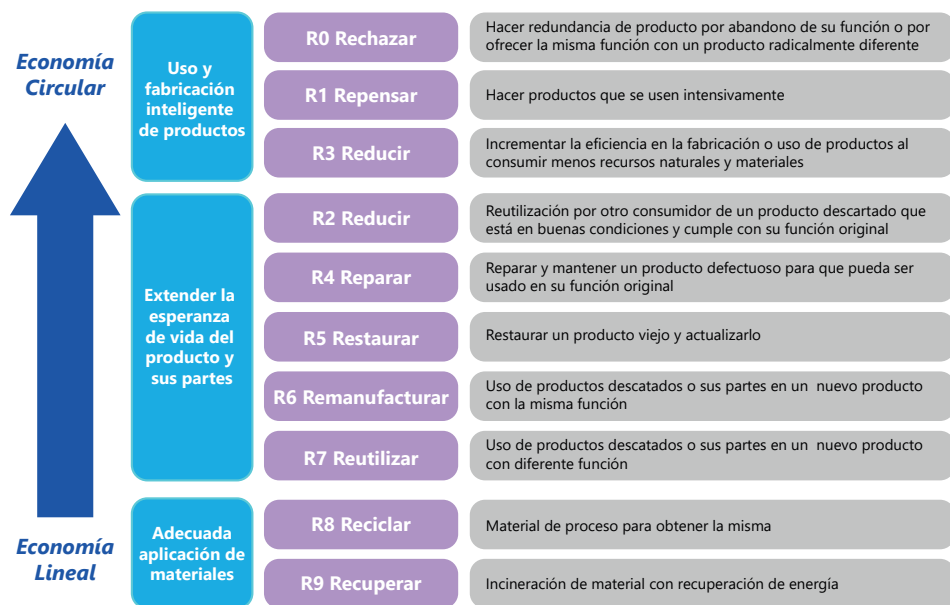 Economía
Circular
Uso y
fabricación
inteligente
de productos
R0 Rechazar
Hacer redundancia de producto por abandono de su función o por
ofrecer la misma función con un producto radicalmente diferente
R1 Repensar
Hacer productos que se usen intensivamente
R3 Reducir
Incrementar la eficiencia en la fabricación o uso de productos al
consumir menos recursos naturales y materiales
Extender la
esperanza
de vida del
producto y
sus partes
R2 Reducir
Reutilización por otro consumidor de un producto descartado que
está en buenas condiciones y cumple con su función original
R4 Reparar
Reparar y mantener un producto defectuoso para que pueda ser
usado en su función original
R5 Restaurar
Restaurar un producto viejo y actualizarlo
R6 Remanufacturar
Uso de productos descatados o sus partes en un nuevo producto
con la misma función
R7 Reutilizar
Uso de productos descatados o sus partes en un nuevo producto
con diferente función
Economía
Lineal
Adecuada
aplicación de
materiales
R8 Reciclar
Material de proceso para obtener la misma
R9 Recuperar
Incineración de material con recuperación de energía